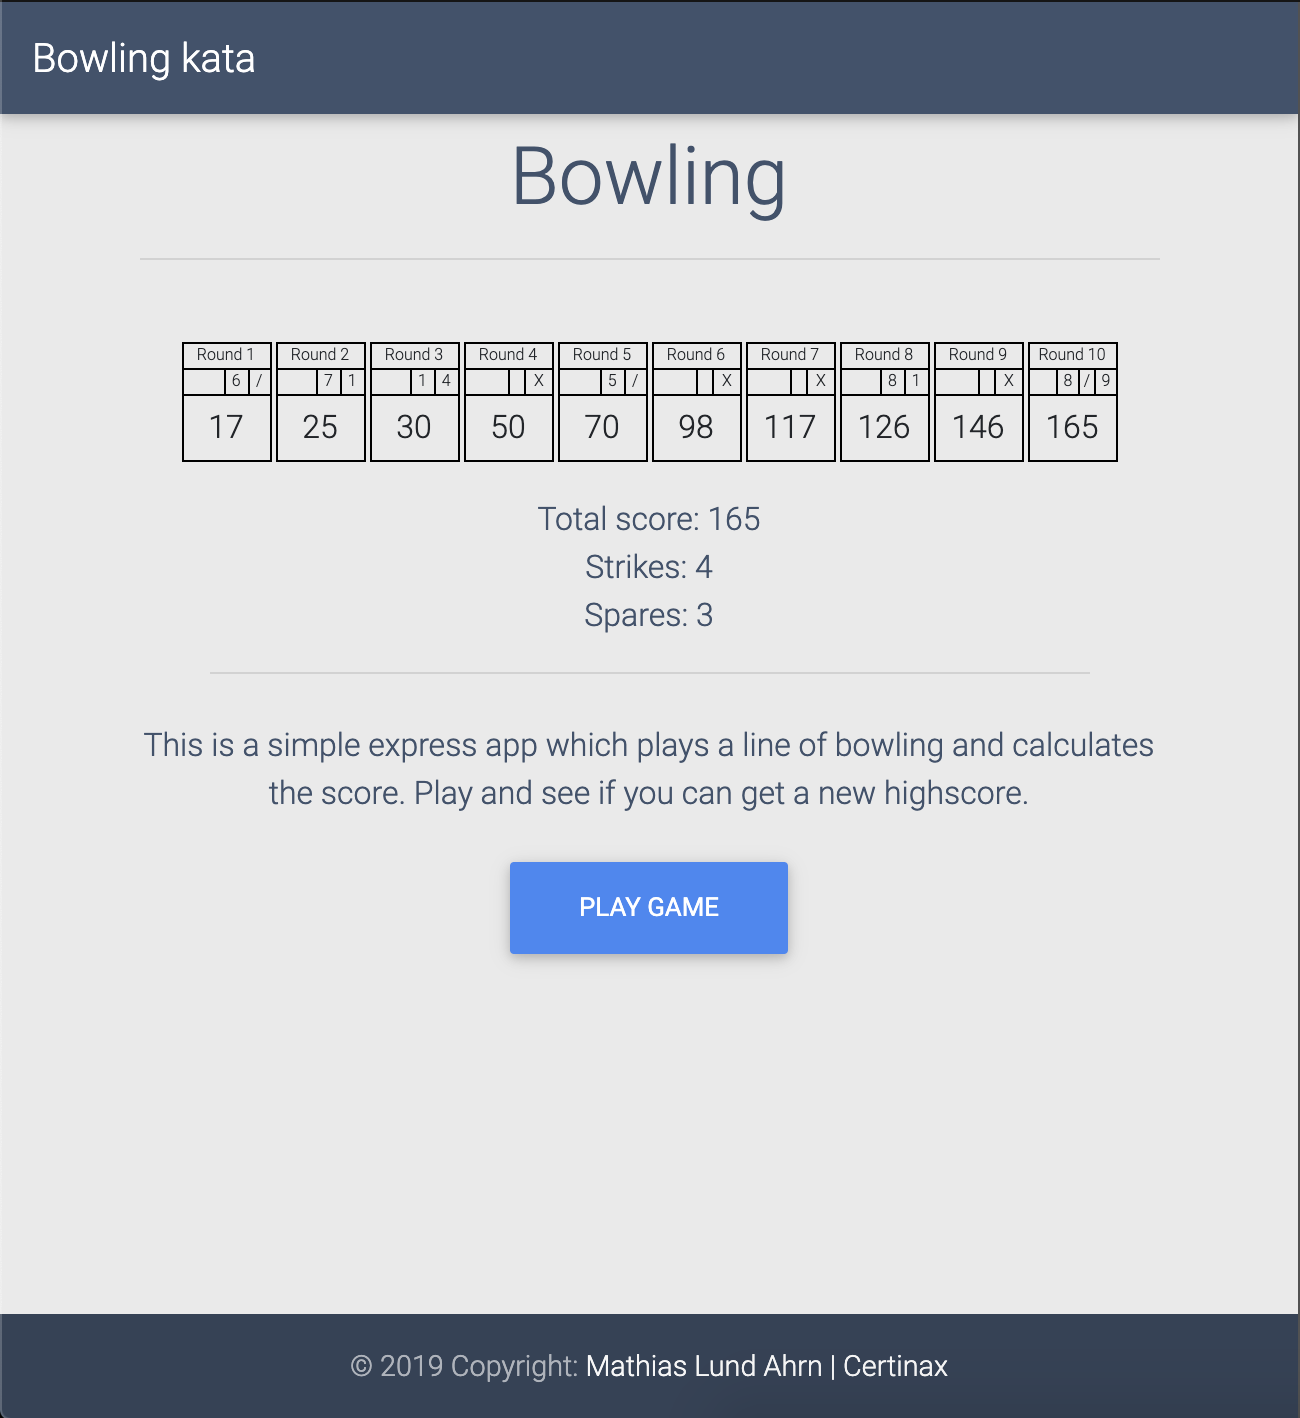 Bowling kata
Bowling
Round 1 Round 2 Round 3 Round 4 Round 5 Round 6 Round 7 Round 8 Round 9 Round 10
6 / 7 1 1 4 X 5 / X X 8 1 X 8 / 9
17 25 30 50 70 98 117 126 146 165
Total score: 165
Strikes: 4
Spares: 3
This is a simple express app which plays a line of bowling and calculates
the score. Play and see if you can get a new highscore.
PLAY GAME
© 2019 Copyright: Mathias Lund Ahrn | Certinax